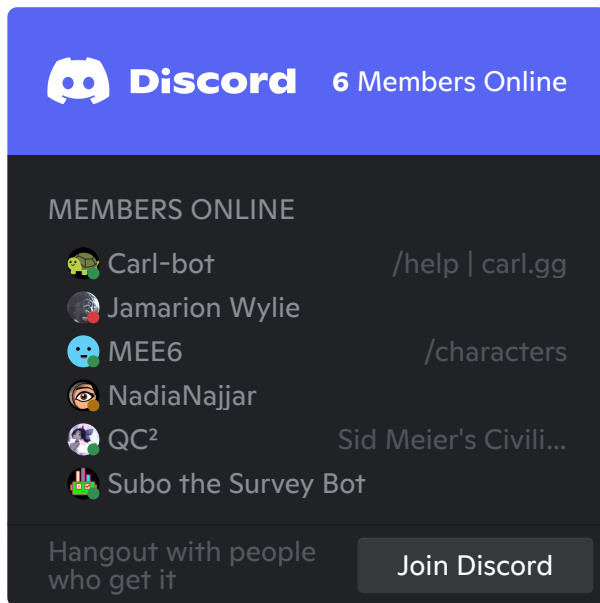 Discord 6 Members Online
MEMBERS ONLINE
Carl-bot /help | carl.gg
Jamarion Wylie
MEE6 /characters
NadiaNajjar
QC² Sid Meier's Civili...
Subo the Survey Bot
Hangout with people
who get it
Join Discord